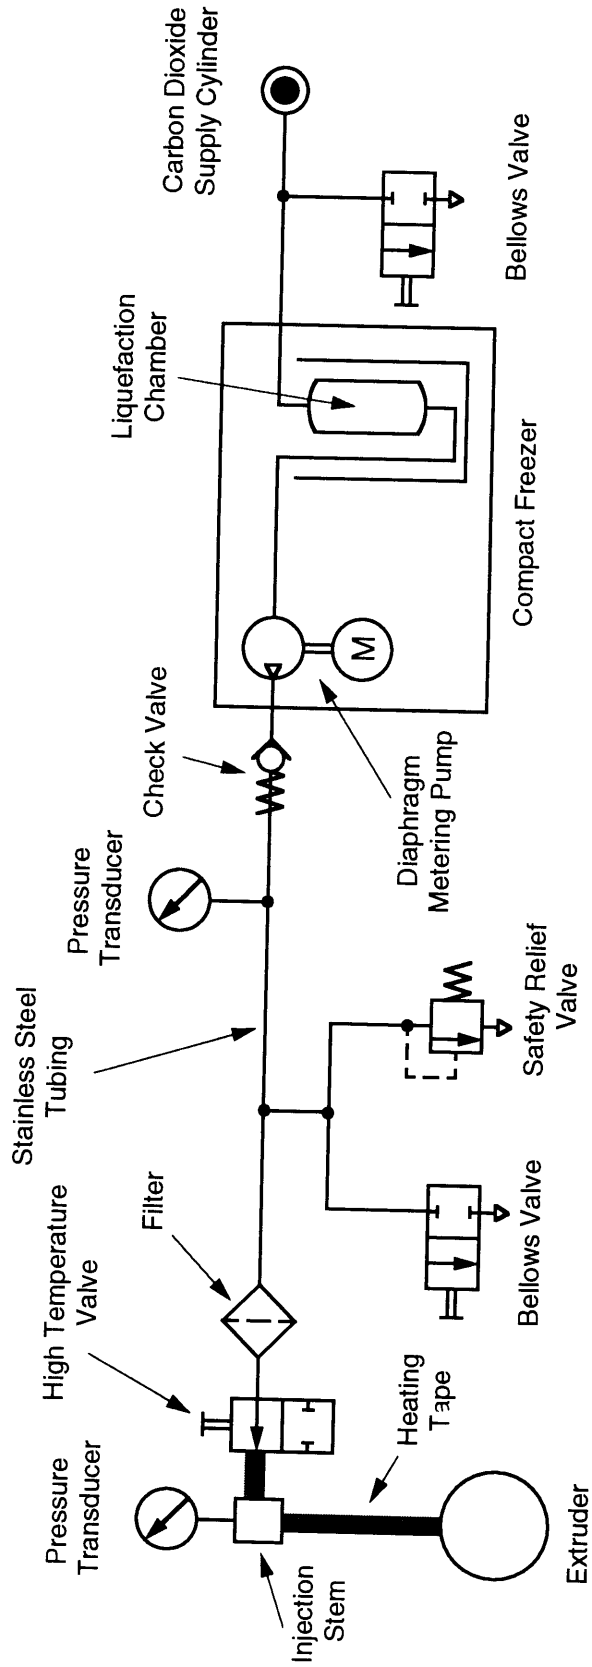 Carbon Dioxide
Supply Cylinder
Bellows Valve
Liquefaction
Chamber
Compact Freezer
M
Check Valve
Diaphragm
Metering Pump
Pressure
Transducer
Stainless Steel
Tubing
Safety Relief
Valve
Bellows Valve
Filter
High Temperature
Valve
Heating
Tape
Pressure
Transducer
Injection
Stem
Extruder